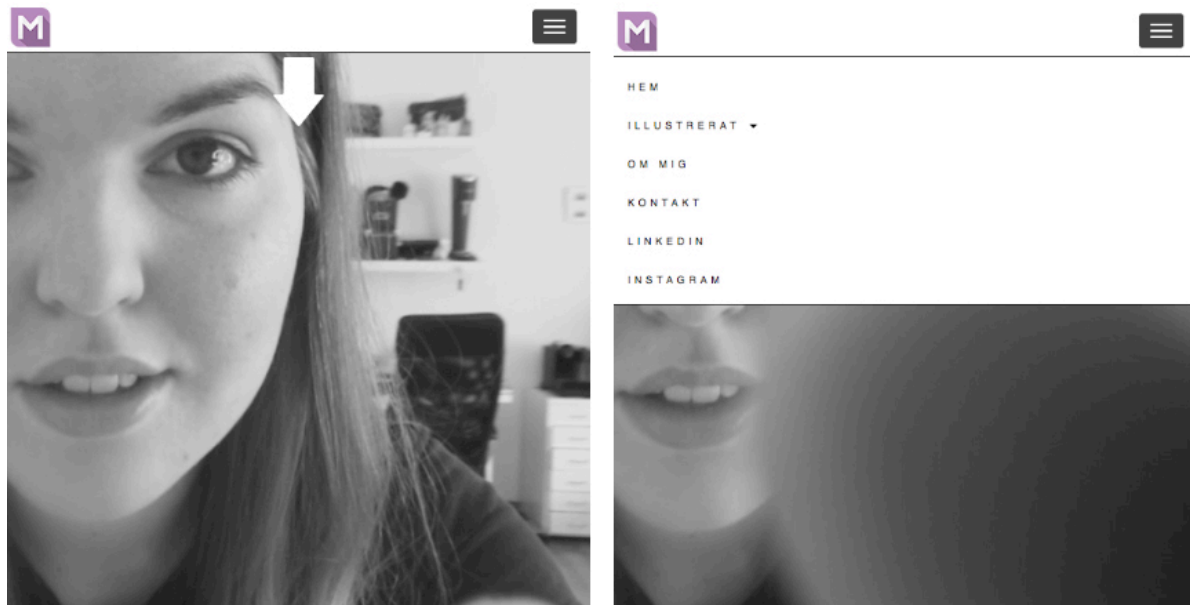 M
M
HEM
ILLUSTRERAT
OM MIG
KONTAKT
LINKEDIN
INSTAGRAM